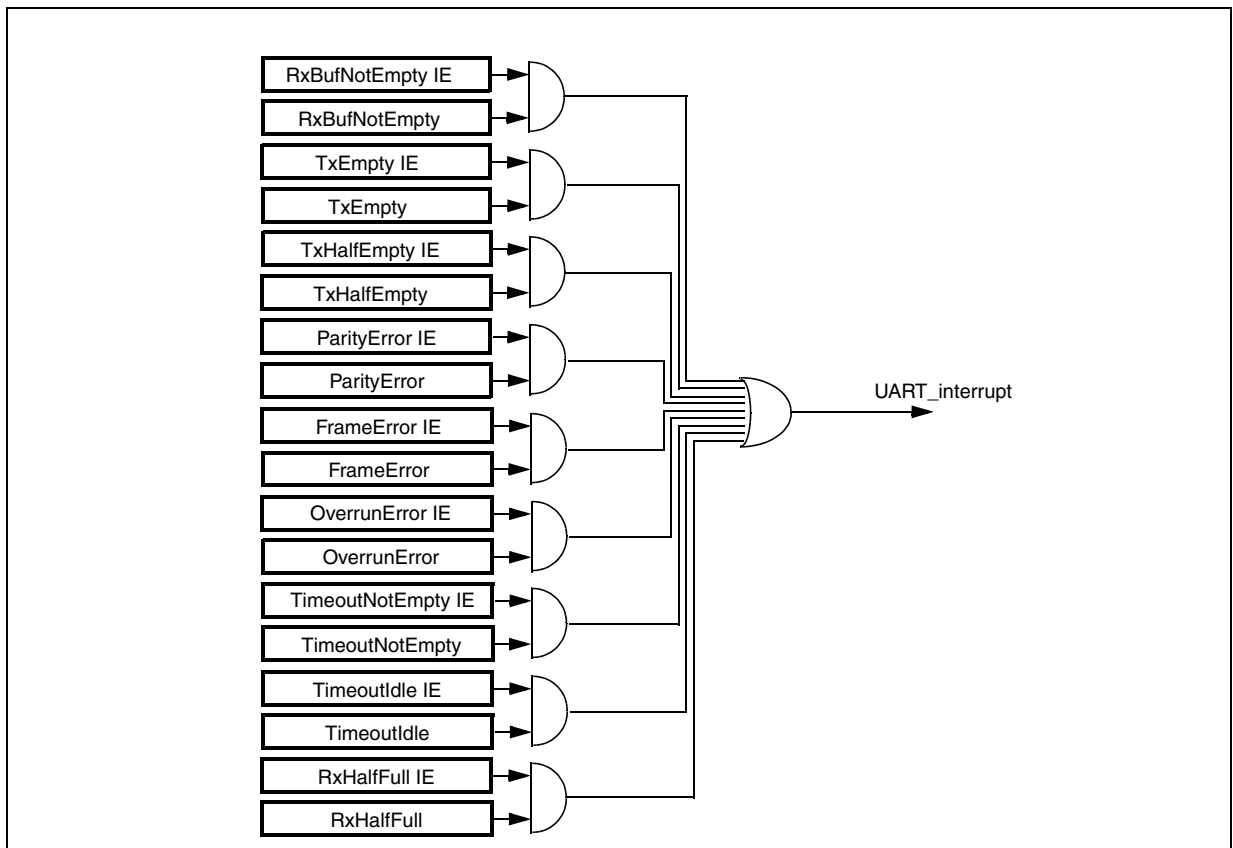 RxBufNotEmpty IE
RxBufNotEmpty
TxEmpty IE
TxEmpty
TxHalfEmpty IE
TxHalfEmpty
ParityError IE
ParityError
FrameError IE
FrameError
OverrunError IE
OverrunError
TimeoutNotEmpty IE
TimeoutNotEmpty
TimeoutIdle IE
TimeoutIdle
RxHalfFull IE
RxHalfFull
UART_interrupt